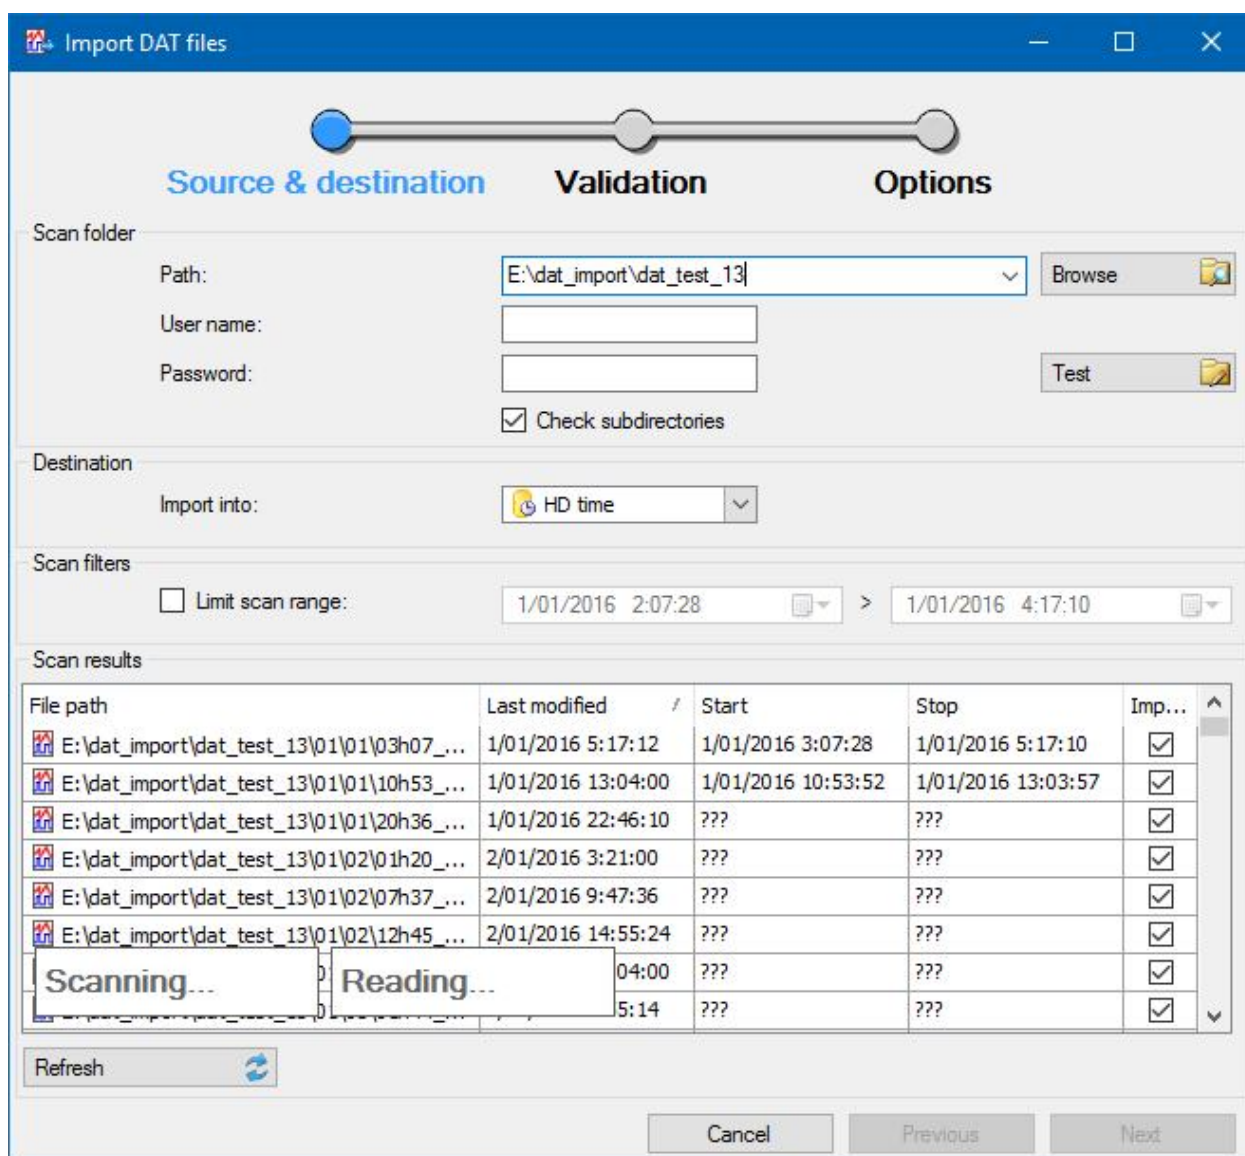 Import DAT files
Source & destination Validation Options
Scan folder
Path: E:\dat_import\dat_test_13 Browse
User name:
Password: Test
Check subdirectories
Destination
Import into: HD time
Scan filters
Limit scan range: 1/01/2016 2:07:28 > 1/01/2016 4:17:10
Scan results
File path Last modified Start Stop Imp...
E:\dat_import\dat_test_13\01\01\03h07_... 1/01/2016 5:17:12 1/01/2016 3:07:28 1/01/2016 5:17:10
E:\dat_import\dat_test_13\01\01\10h53_... 1/01/2016 13:04:00 1/01/2016 10:53:52 1/01/2016 13:03:57
E:\dat_import\dat_test_13\01\01\20h36_... 1/01/2016 22:46:10 ??? ???
E:\dat_import\dat_test_13\01\02\01h20_... 2/01/2016 3:21:00 ??? ???
E:\dat_import\dat_test_13\01\02\07h37_... 2/01/2016 9:47:36 ??? ???
E:\dat_import\dat_test_13\01\02\12h45_... 2/01/2016 14:55:24 ??? ???
Scanning... Reading... 04:00 ??? ???
5:14 ??? ???
Refresh
Cancel Previous Next